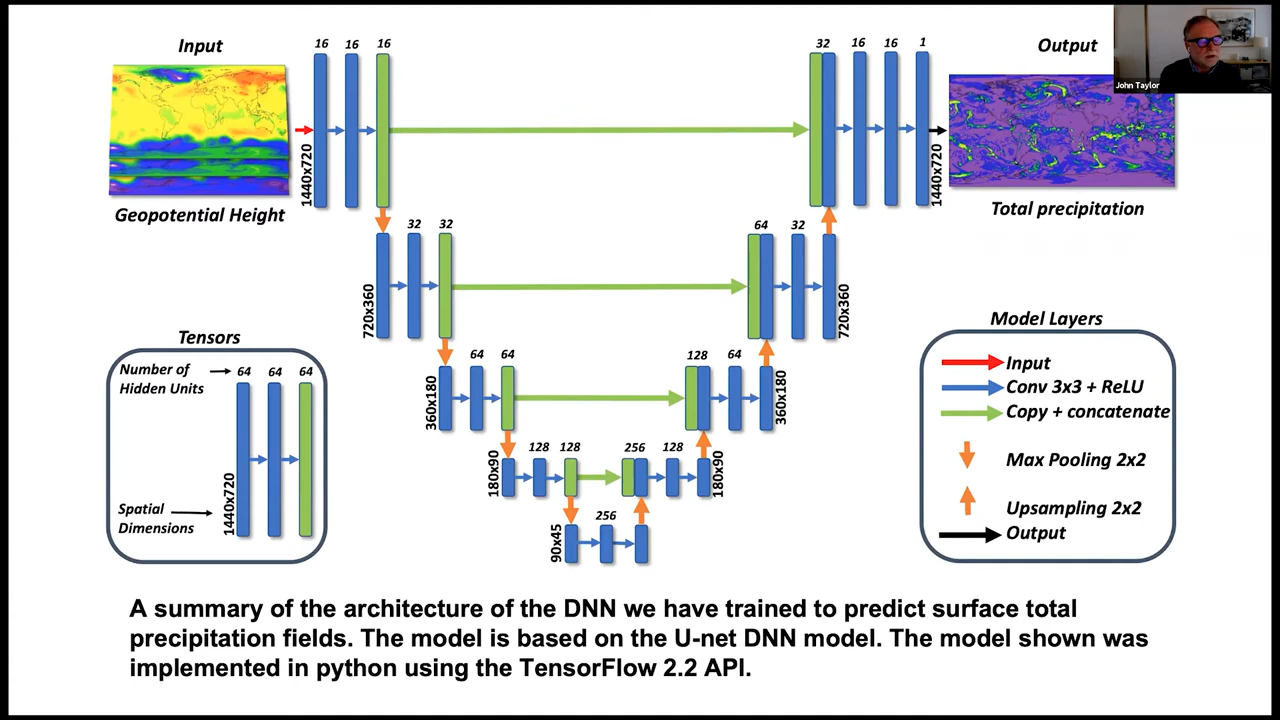 Input
16 16 16
1440x720
Geopotential Height
32 16 16 1
Output
John Taylor
1440x720
Total precipitation
32 32
720x360
64 32
720x360
64 64
360x180
128 64
360x180
128 128
180x90
256 128
180x90
256
90x45
Tensors
Number of
Hidden Units
64 64 64
1440x720
Spatial
Dimensions
Model Layers
Input
Conv 3x3 + ReLU
Copy + concatenate
Max Pooling 2x2
Upsampling 2x2
Output
A summary of the architecture of the DNN we have trained to predict surface total
precipitation fields. The model is based on the U-net DNN model. The model shown was
implemented in python using the TensorFlow 2.2 API.